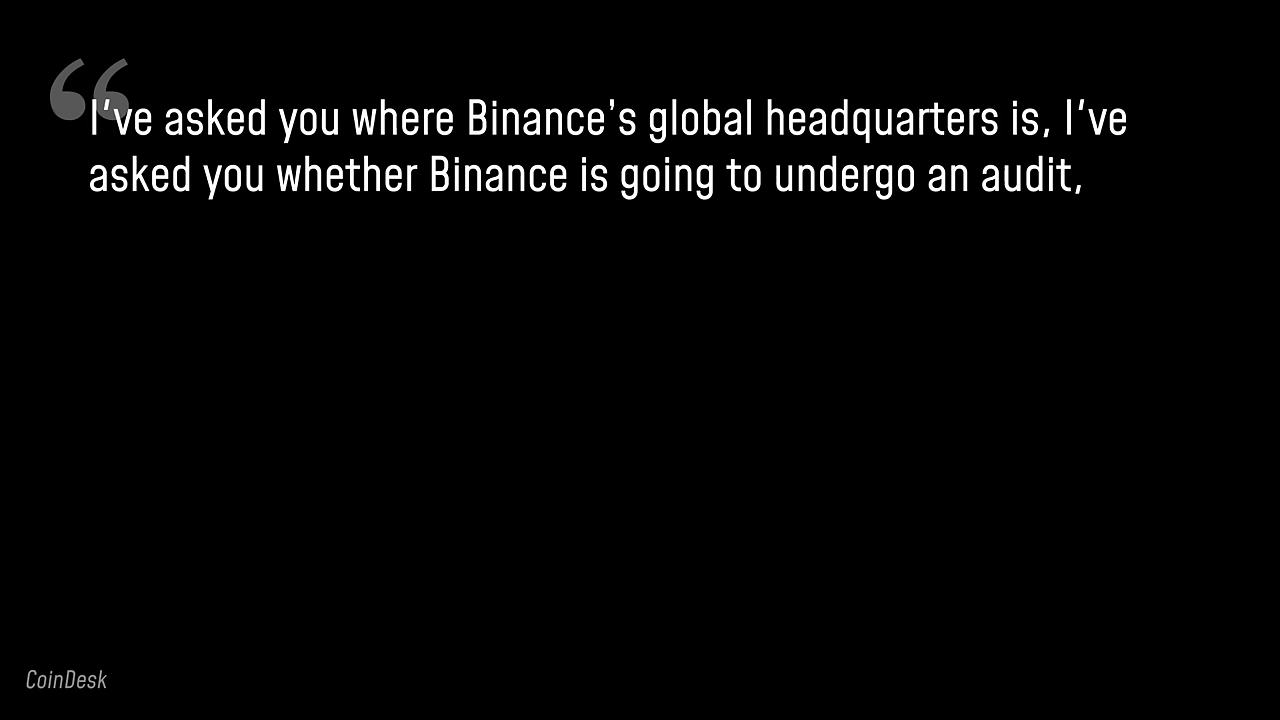 “
I've asked you where Binance's global headquarters is, I've
asked you whether Binance is going to undergo an audit,
CoinDesk